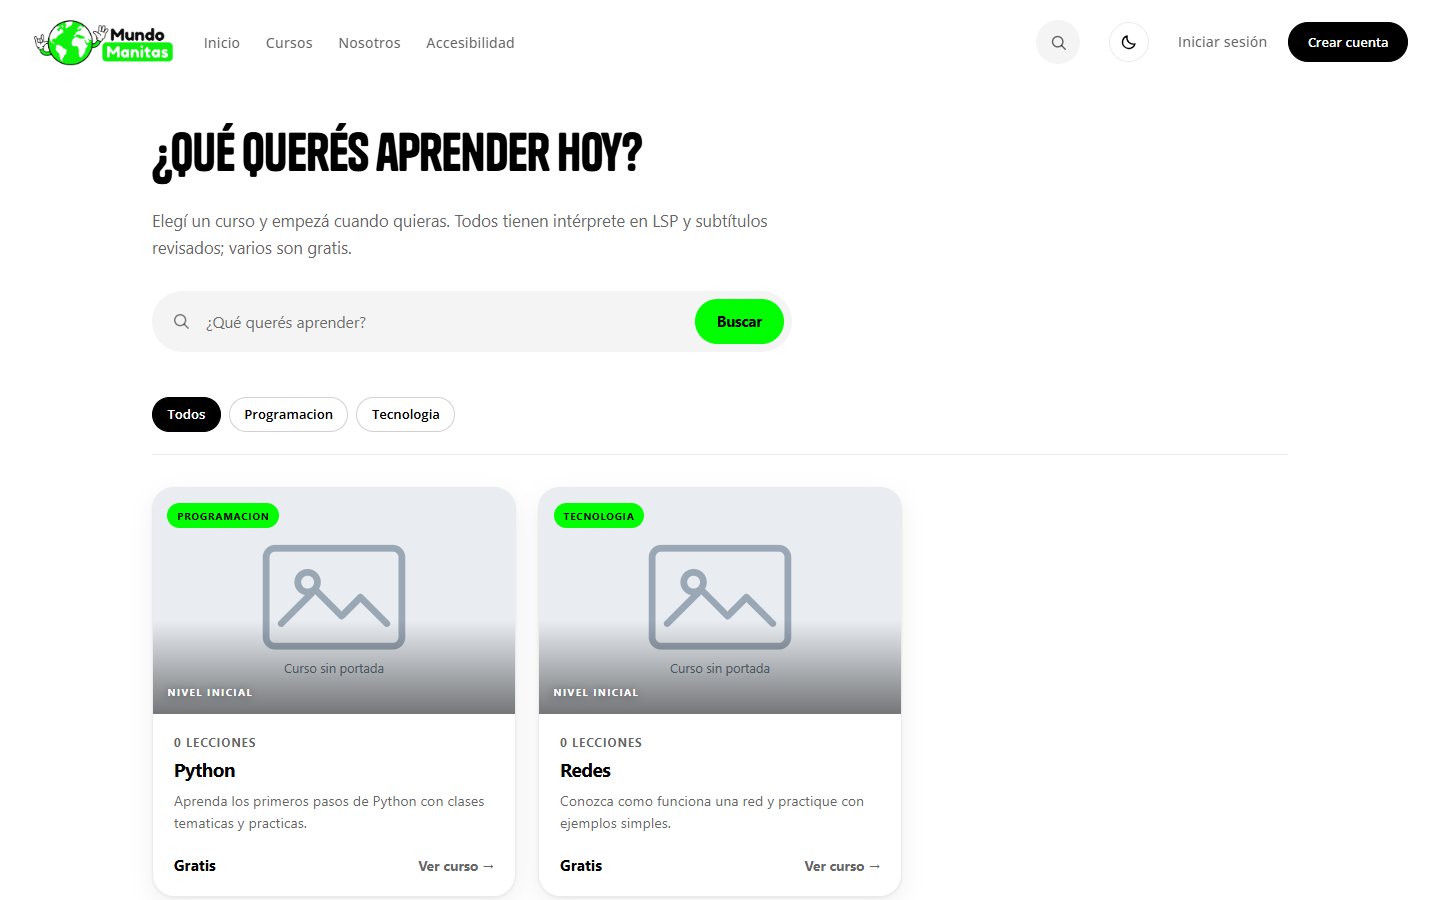 Mundo
Manitas
Inicio Cursos Nosotros Accesibilidad
Iniciar sesión
Crear cuenta
¿QUÉ QUERÉS APRENDER HOY?
Elegí un curso y empezá cuando quieras. Todos tienen intérprete en LSP y subtítulos
revisados; varios son gratis.
¿Qué querés aprender?
Buscar
Todos
Programacion
Tecnologia
PROGRAMACION
Curso sin portada
NIVEL INICIAL
0 LECCIONES
Python
Aprenda los primeros pasos de Python con clases
tematicas y practicas.
Gratis
Ver curso →
TECNOLOGIA
Curso sin portada
NIVEL INICIAL
0 LECCIONES
Redes
Conozca como funciona una red y practique con
ejemplos simples.
Gratis
Ver curso →